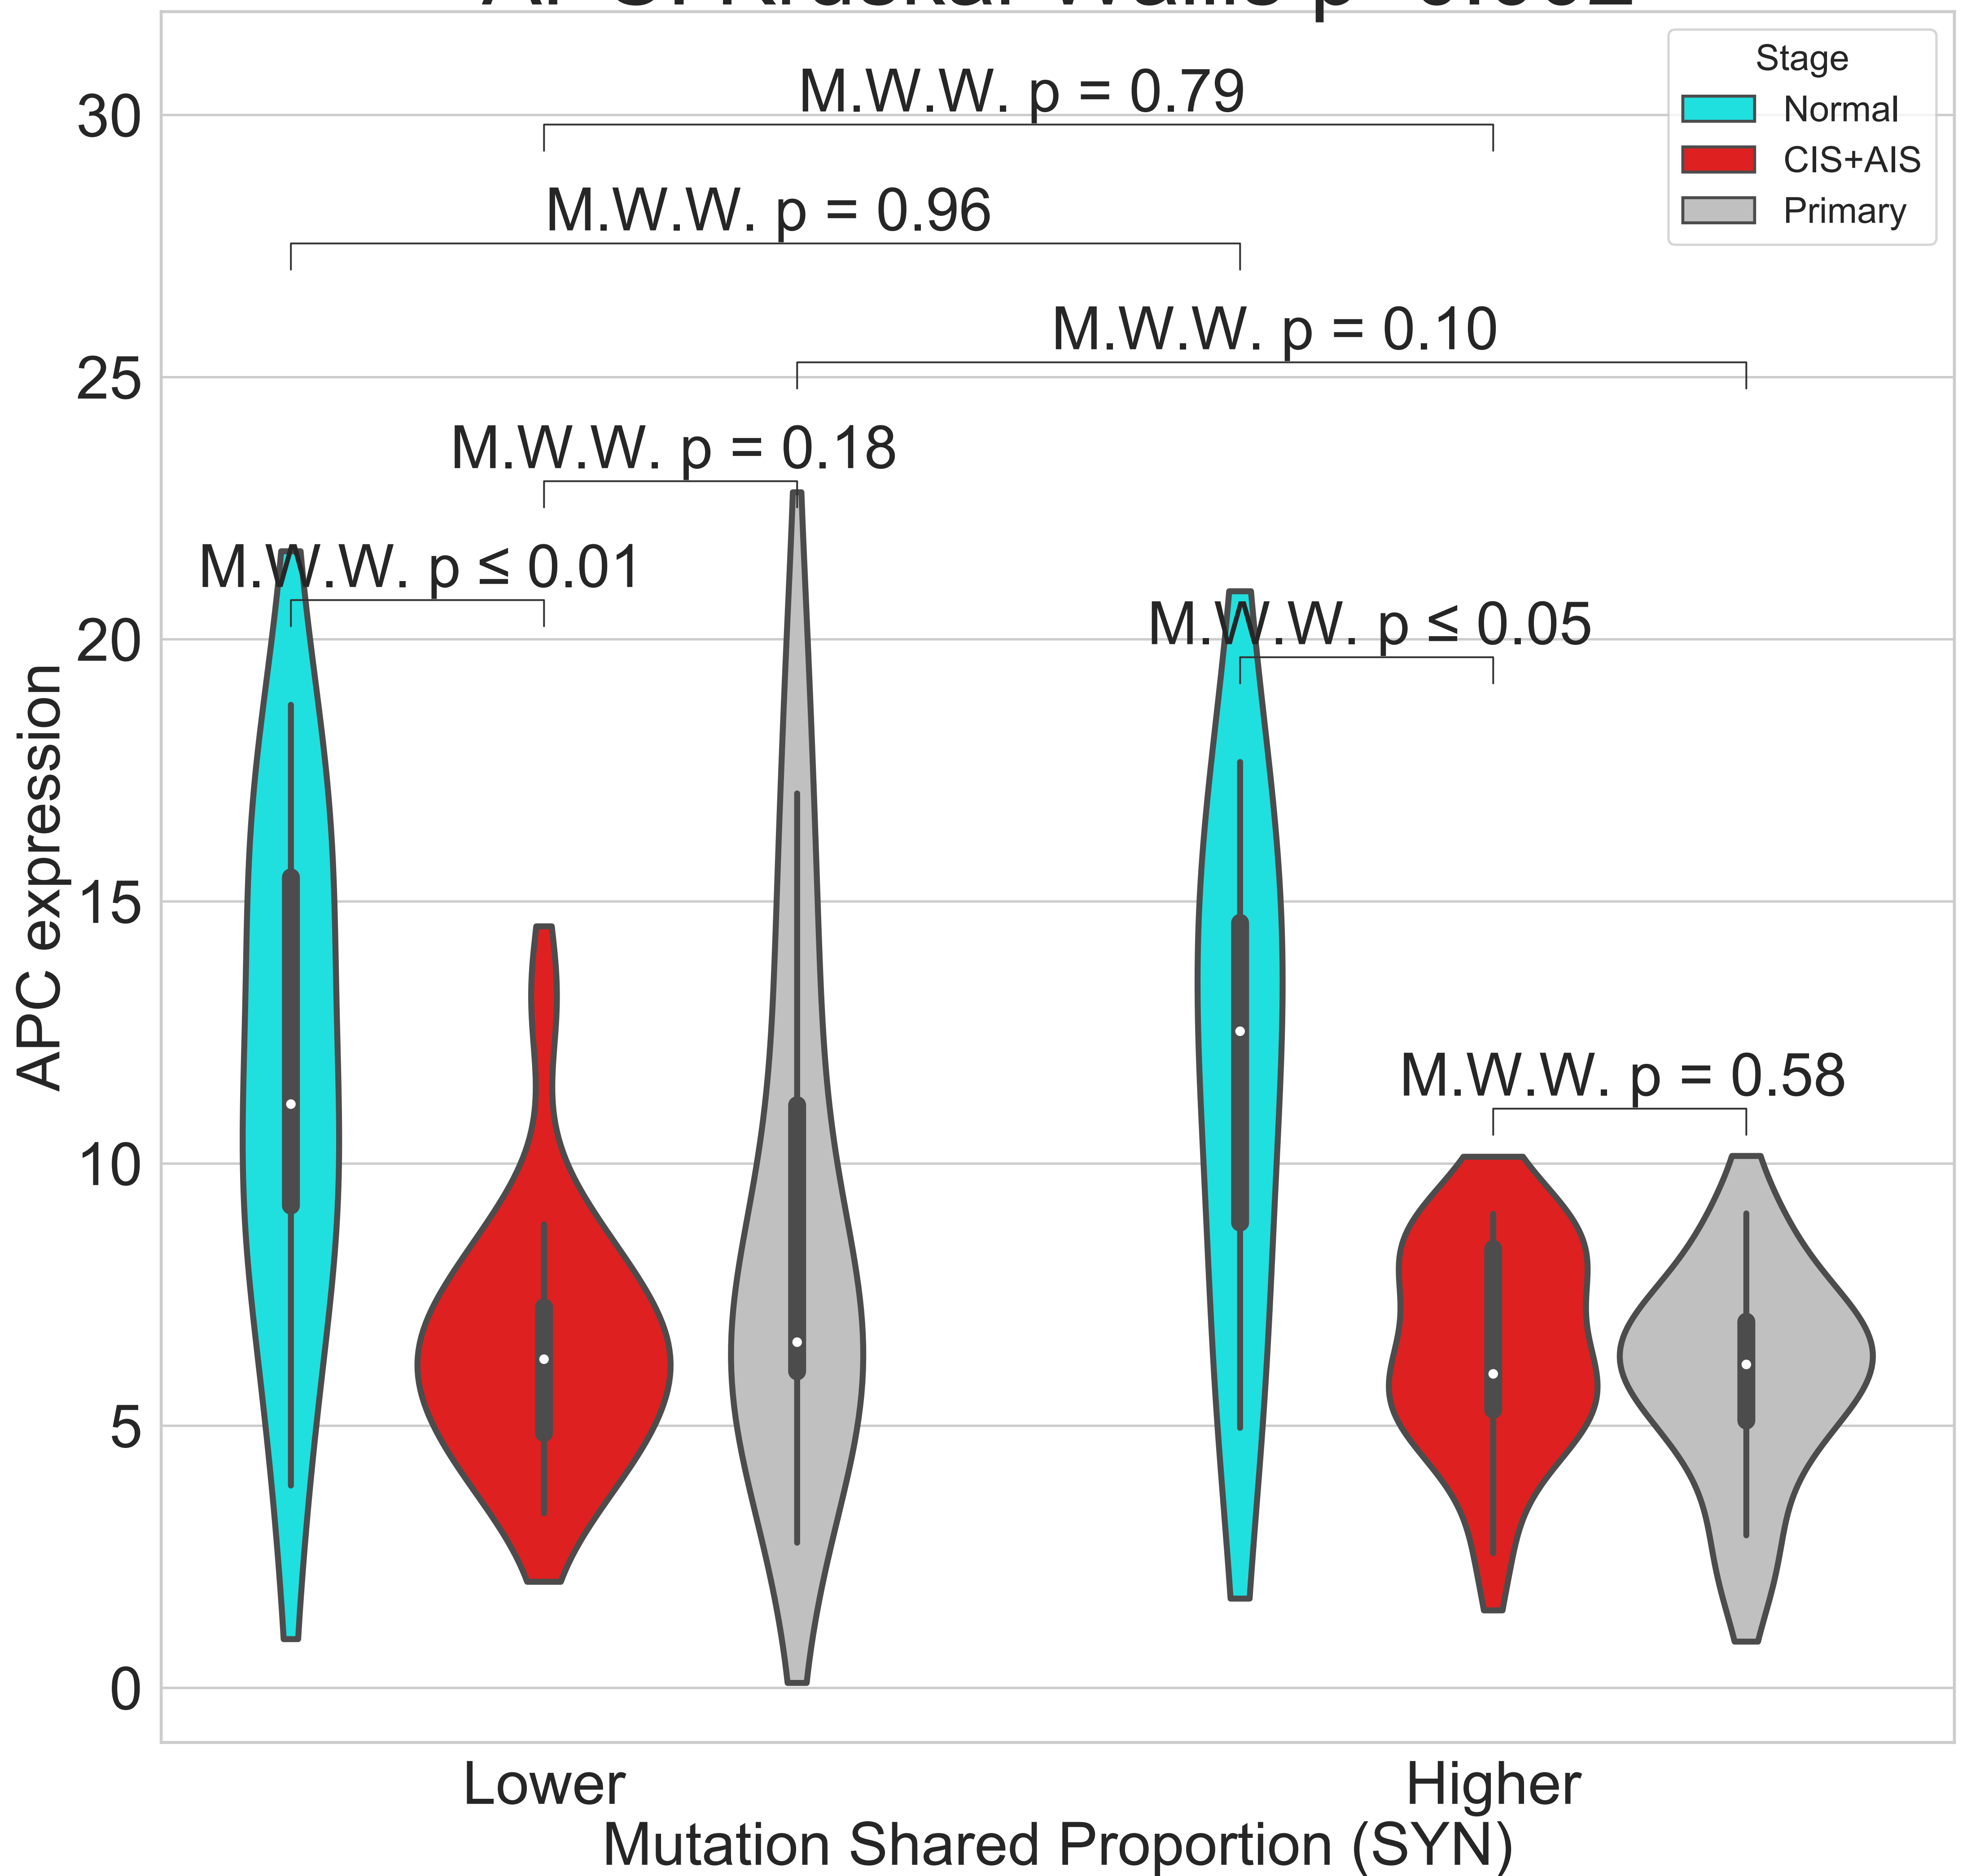 Stage
Normal
CIS+AIS
Primary
M.W.W. p = 0.79
M.W.W. p = 0.96
M.W.W. p = 0.10
M.W.W. p = 0.18
M.W.W. p ≤ 0.01
M.W.W. p ≤ 0.05
M.W.W. p = 0.58
APC expression
30
25
20
15
10
5
0
Lower
Higher
Mutation Shared Proportion (SYN)